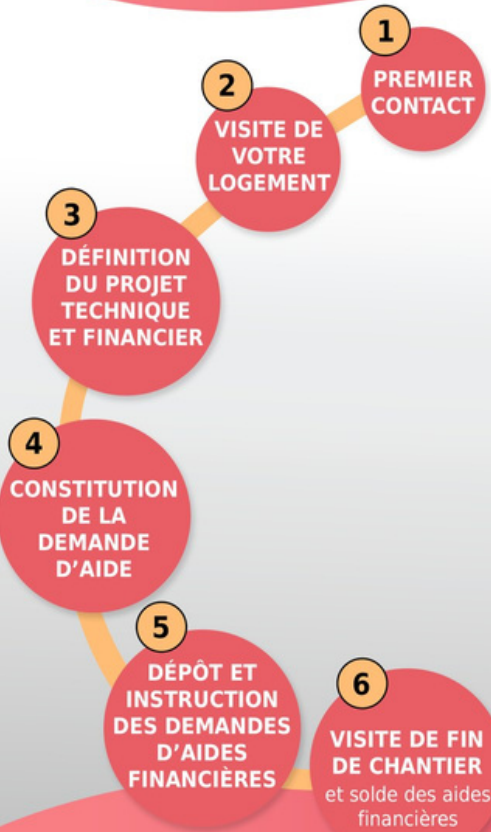 1
PREMIER
CONTACT
2
VISITE DE
VOTRE
LOGEMENT
3
DÉFINITION
DU PROJET
TECHNIQUE
ET FINANCIER
4
CONSTITUTION
DE LA
DEMANDE
D'AIDE
5
DÉPÔT ET
INSTRUCTION
DES DEMANDES
D'AIDES
FINANCIÈRES
6
VISITE DE FIN
DE CHANTIER
et solde des aides
financières